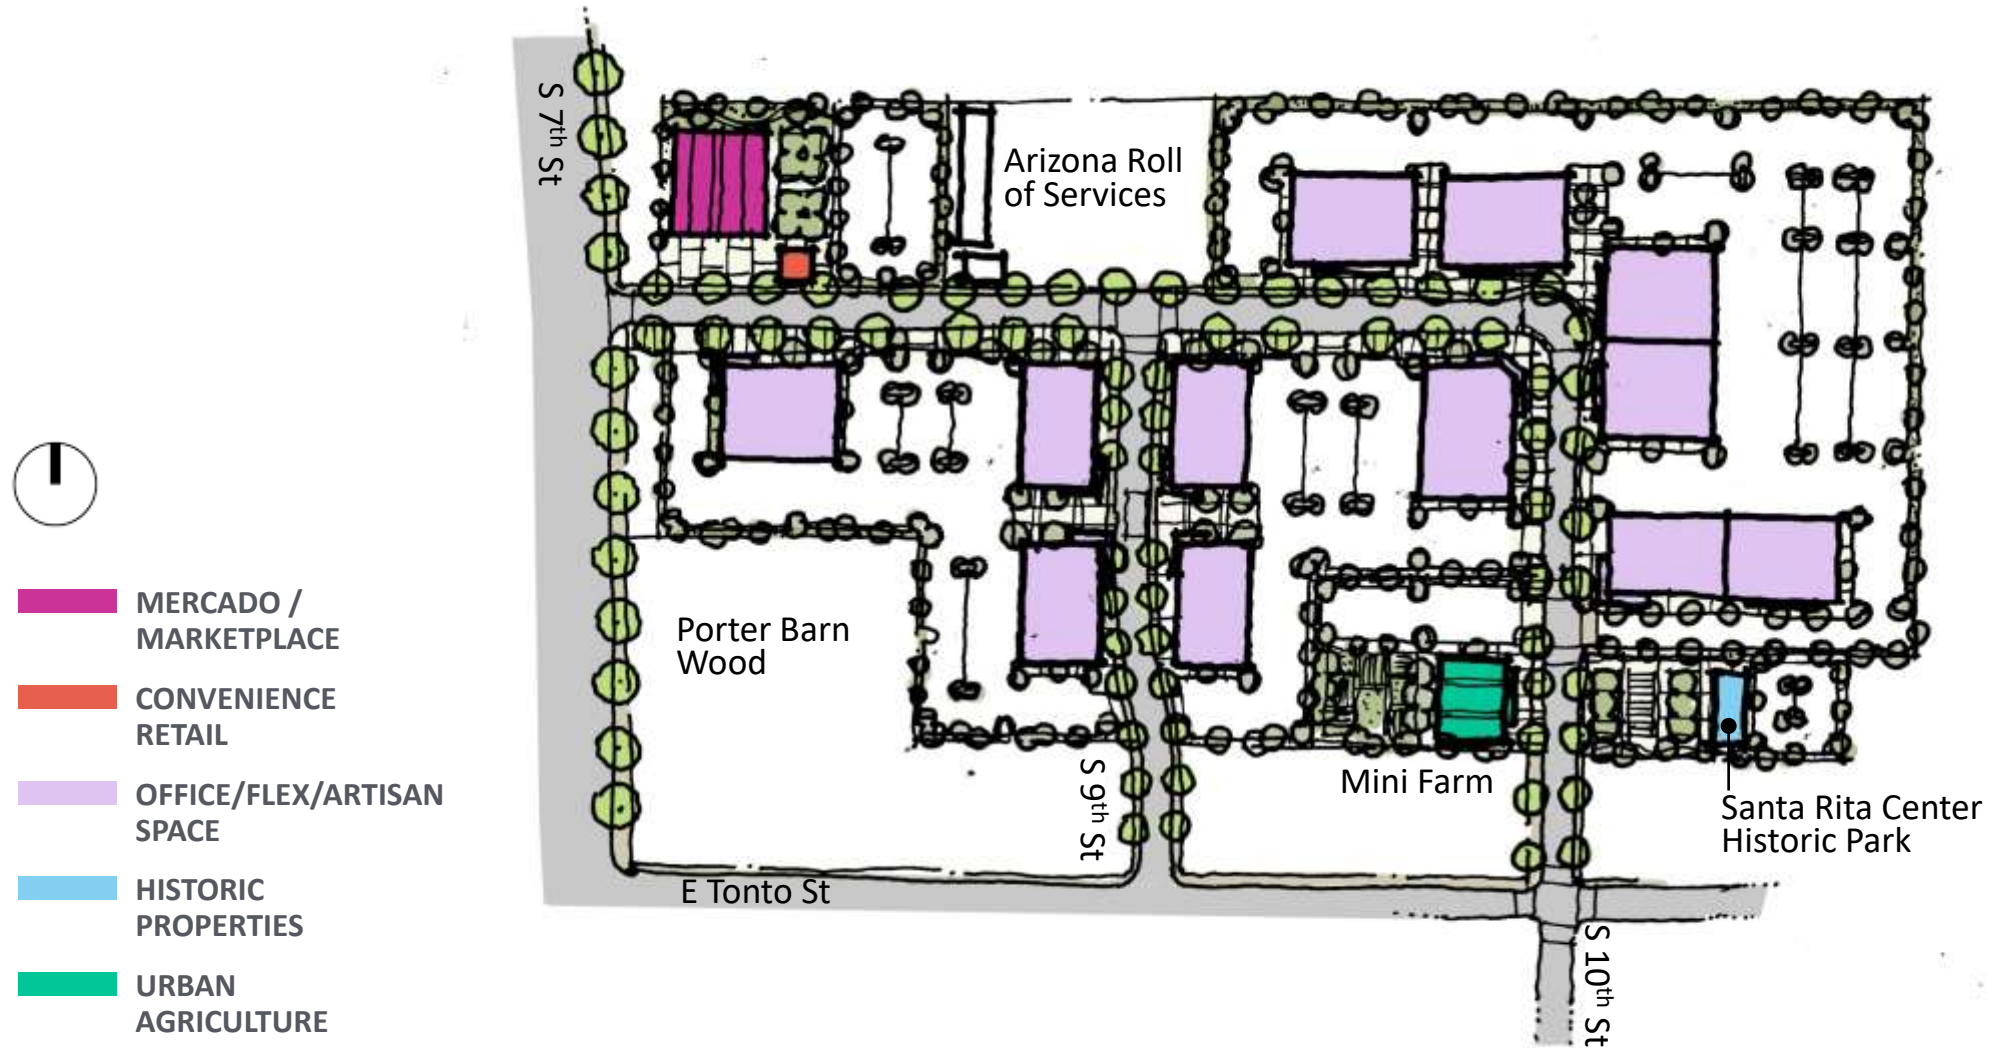 S 7th St
Arizona Roll
of Services
Porter Barn
Wood
Mini Farm
S 9th St
Santa Rita Center
Historic Park
E Tonto St
S 10th St
MERCADO /
MARKETPLACE
CONVENIENCE
RETAIL
OFFICE/FLEX/ARTISAN
SPACE
HISTORIC
PROPERTIES
URBAN
AGRICULTURE